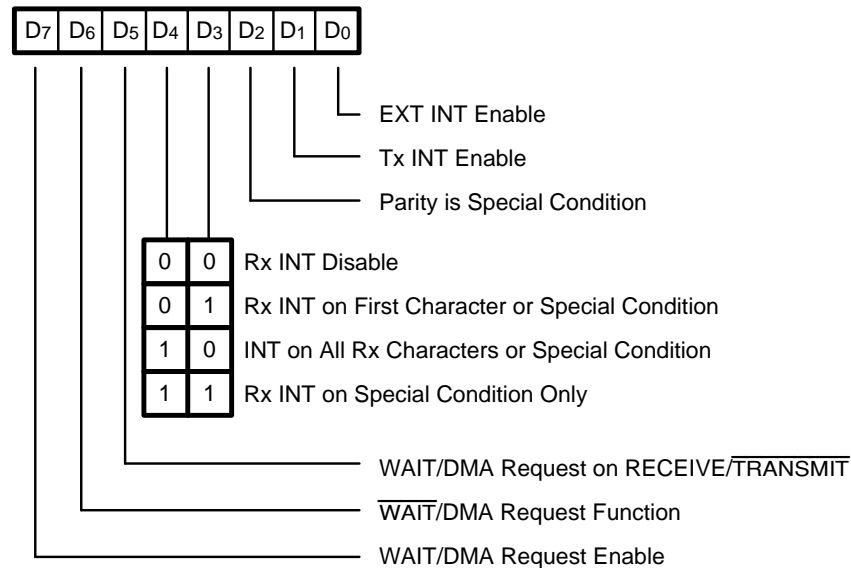 D7 D6 D5 D4 D3 D2 D1 D0
EXT INT Enable
Tx INT Enable
Parity is Special Condition
0 0 Rx INT Disable
0 1 Rx INT on First Character or Special Condition
1 0 INT on All Rx Characters or Special Condition
1 1 Rx INT on Special Condition Only
WAIT/DMA Request on RECEIVE/T̅R̅A̅N̅S̅M̅I̅T̅
W̅A̅I̅T̅/DMA Request Function
WAIT/DMA Request Enable